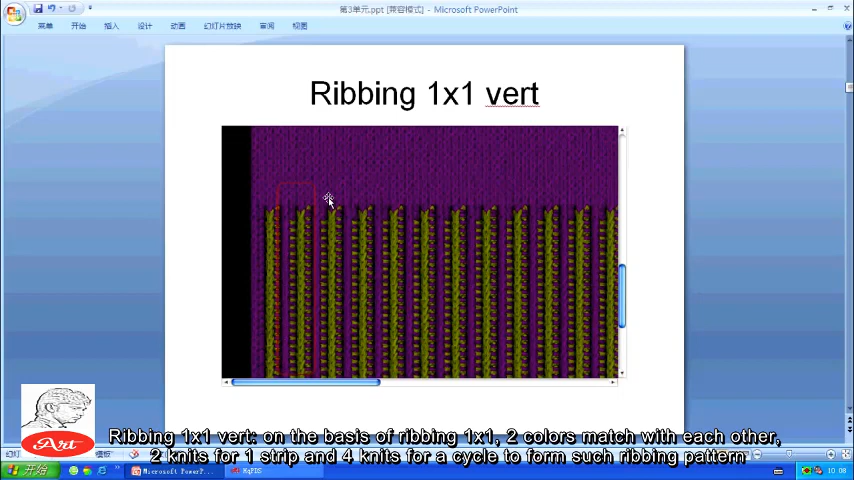 第3单元.ppt [兼容模式] - Microsoft PowerPoint
菜单 开始 插入 设计 动画 幻灯片放映 审阅 视图
Ribbing 1x1 vert
Art
Ribbing 1x1 vert: on the basis of ribbing 1x1, 2 colors match with each other,
2 knits for 1 strip and 4 knits for a cycle to form such ribbing pattern
开始 Microsoft PowerP... HqPDS 10:08